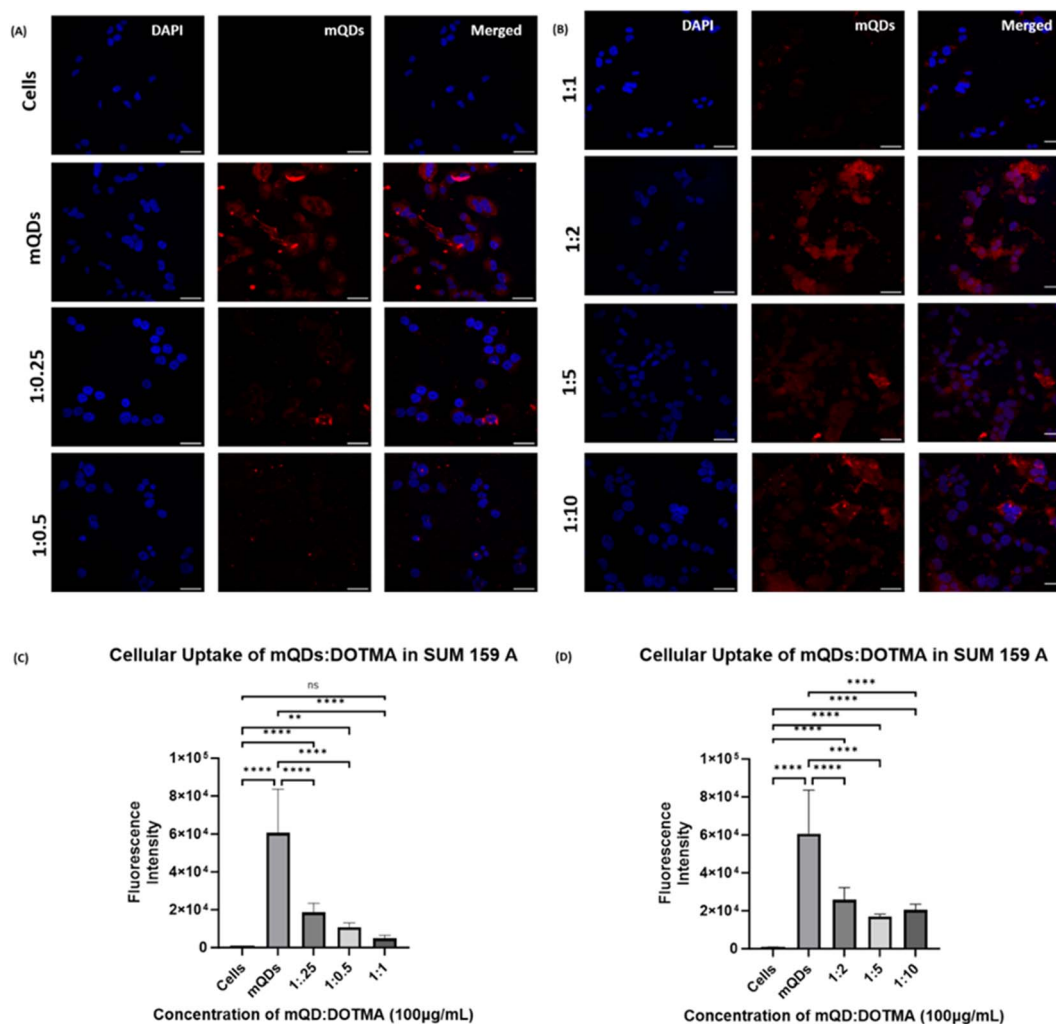 (A)
DAPI
mQDs
Merged
Cells
mQDs
1:0.25
1:0.5
(B)
DAPI
mQDs
Merged
1:1
1:2
1:5
1:10
(C)
Cellular Uptake of mQDs:DOTMA in SUM 159 A
ns
****
**
****
****
**** ****
Fluorescence
Intensity
1×10⁵
8×10⁴
6×10⁴
4×10⁴
2×10⁴
0
Cells mQDs 1:.25 1:0.5 1:1
Concentration of mQD:DOTMA (100µg/mL)
(D)
Cellular Uptake of mQDs:DOTMA in SUM 159 A
****
****
****
****
****
**** ****
Fluorescence
Intensity
1×10⁵
8×10⁴
6×10⁴
4×10⁴
2×10⁴
0
Cells mQDs 1:2 1:5 1:10
Concentration of mQD:DOTMA (100µg/mL)